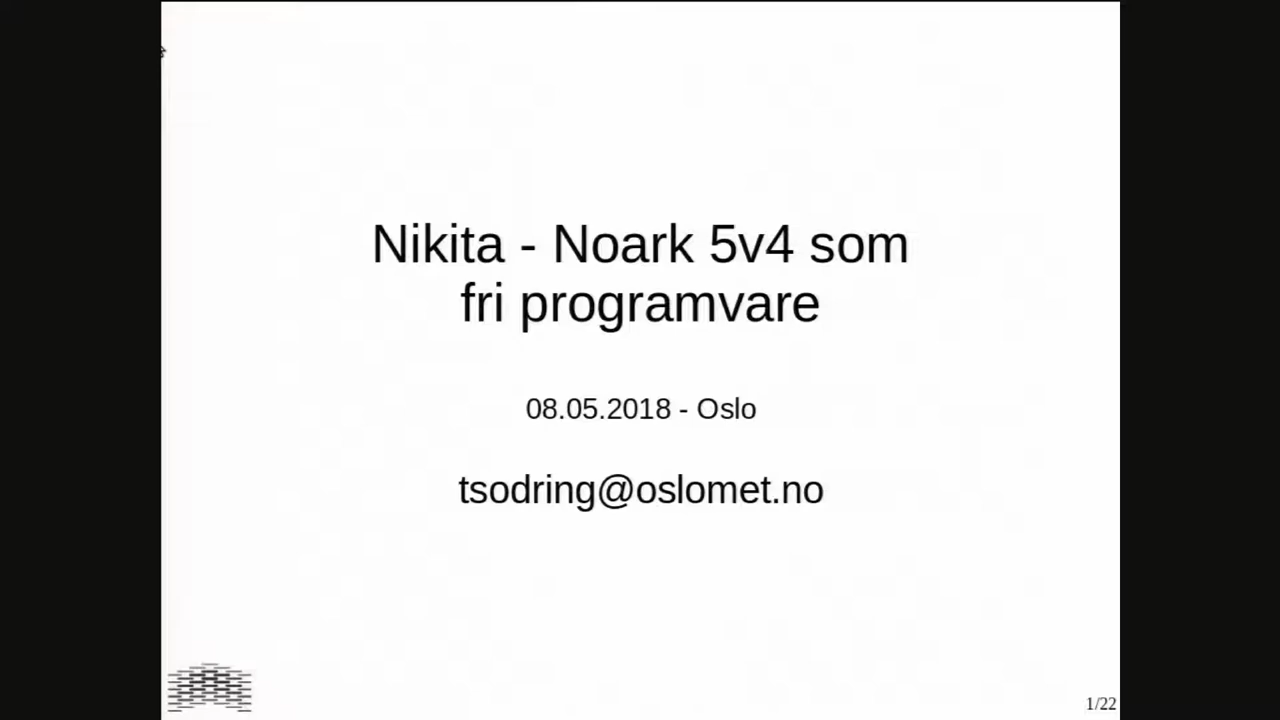 Nikita - Noark 5v4 som
fri programvare
08.05.2018 - Oslo
tsodring@oslomet.no
1/22